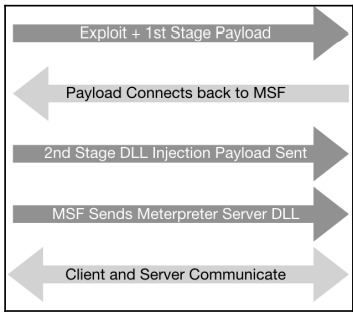 Exploit + 1st Stage Payload
Payload Connects back to MSF
2nd Stage DLL Injection Payload Sent
MSF Sends Meterpreter Server DLL
Client and Server Communicate